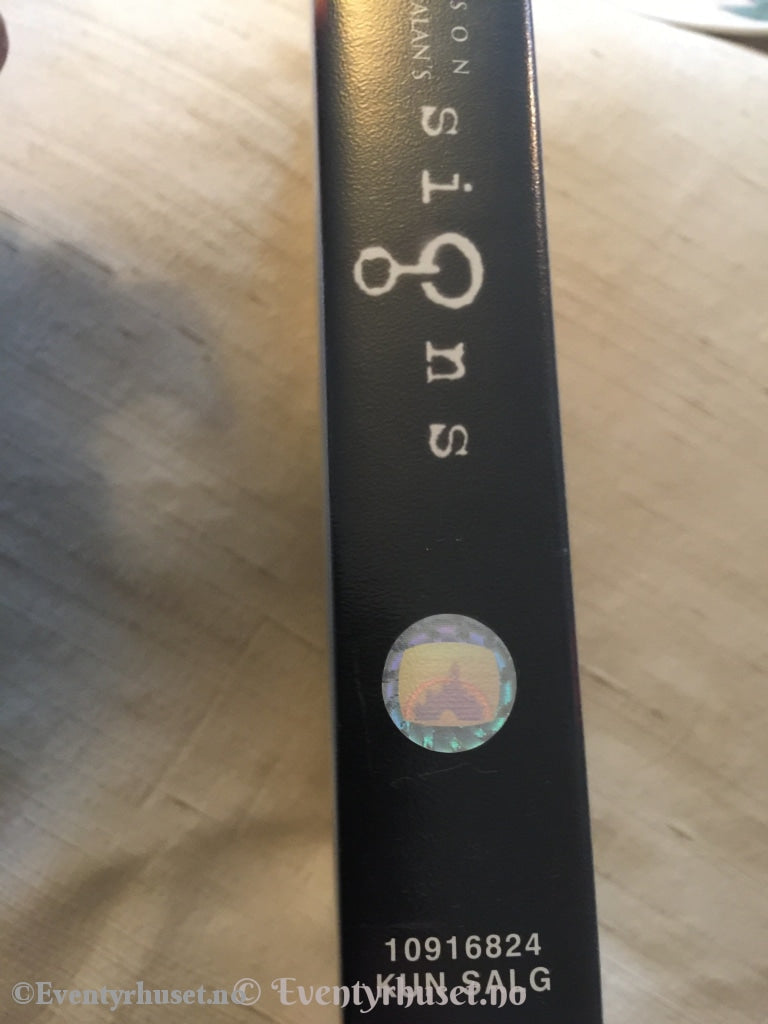 SON
ALAN'S
signs
10916824
KUN SALG
©Eventyrhuset.no
© Eventyrhuset.no